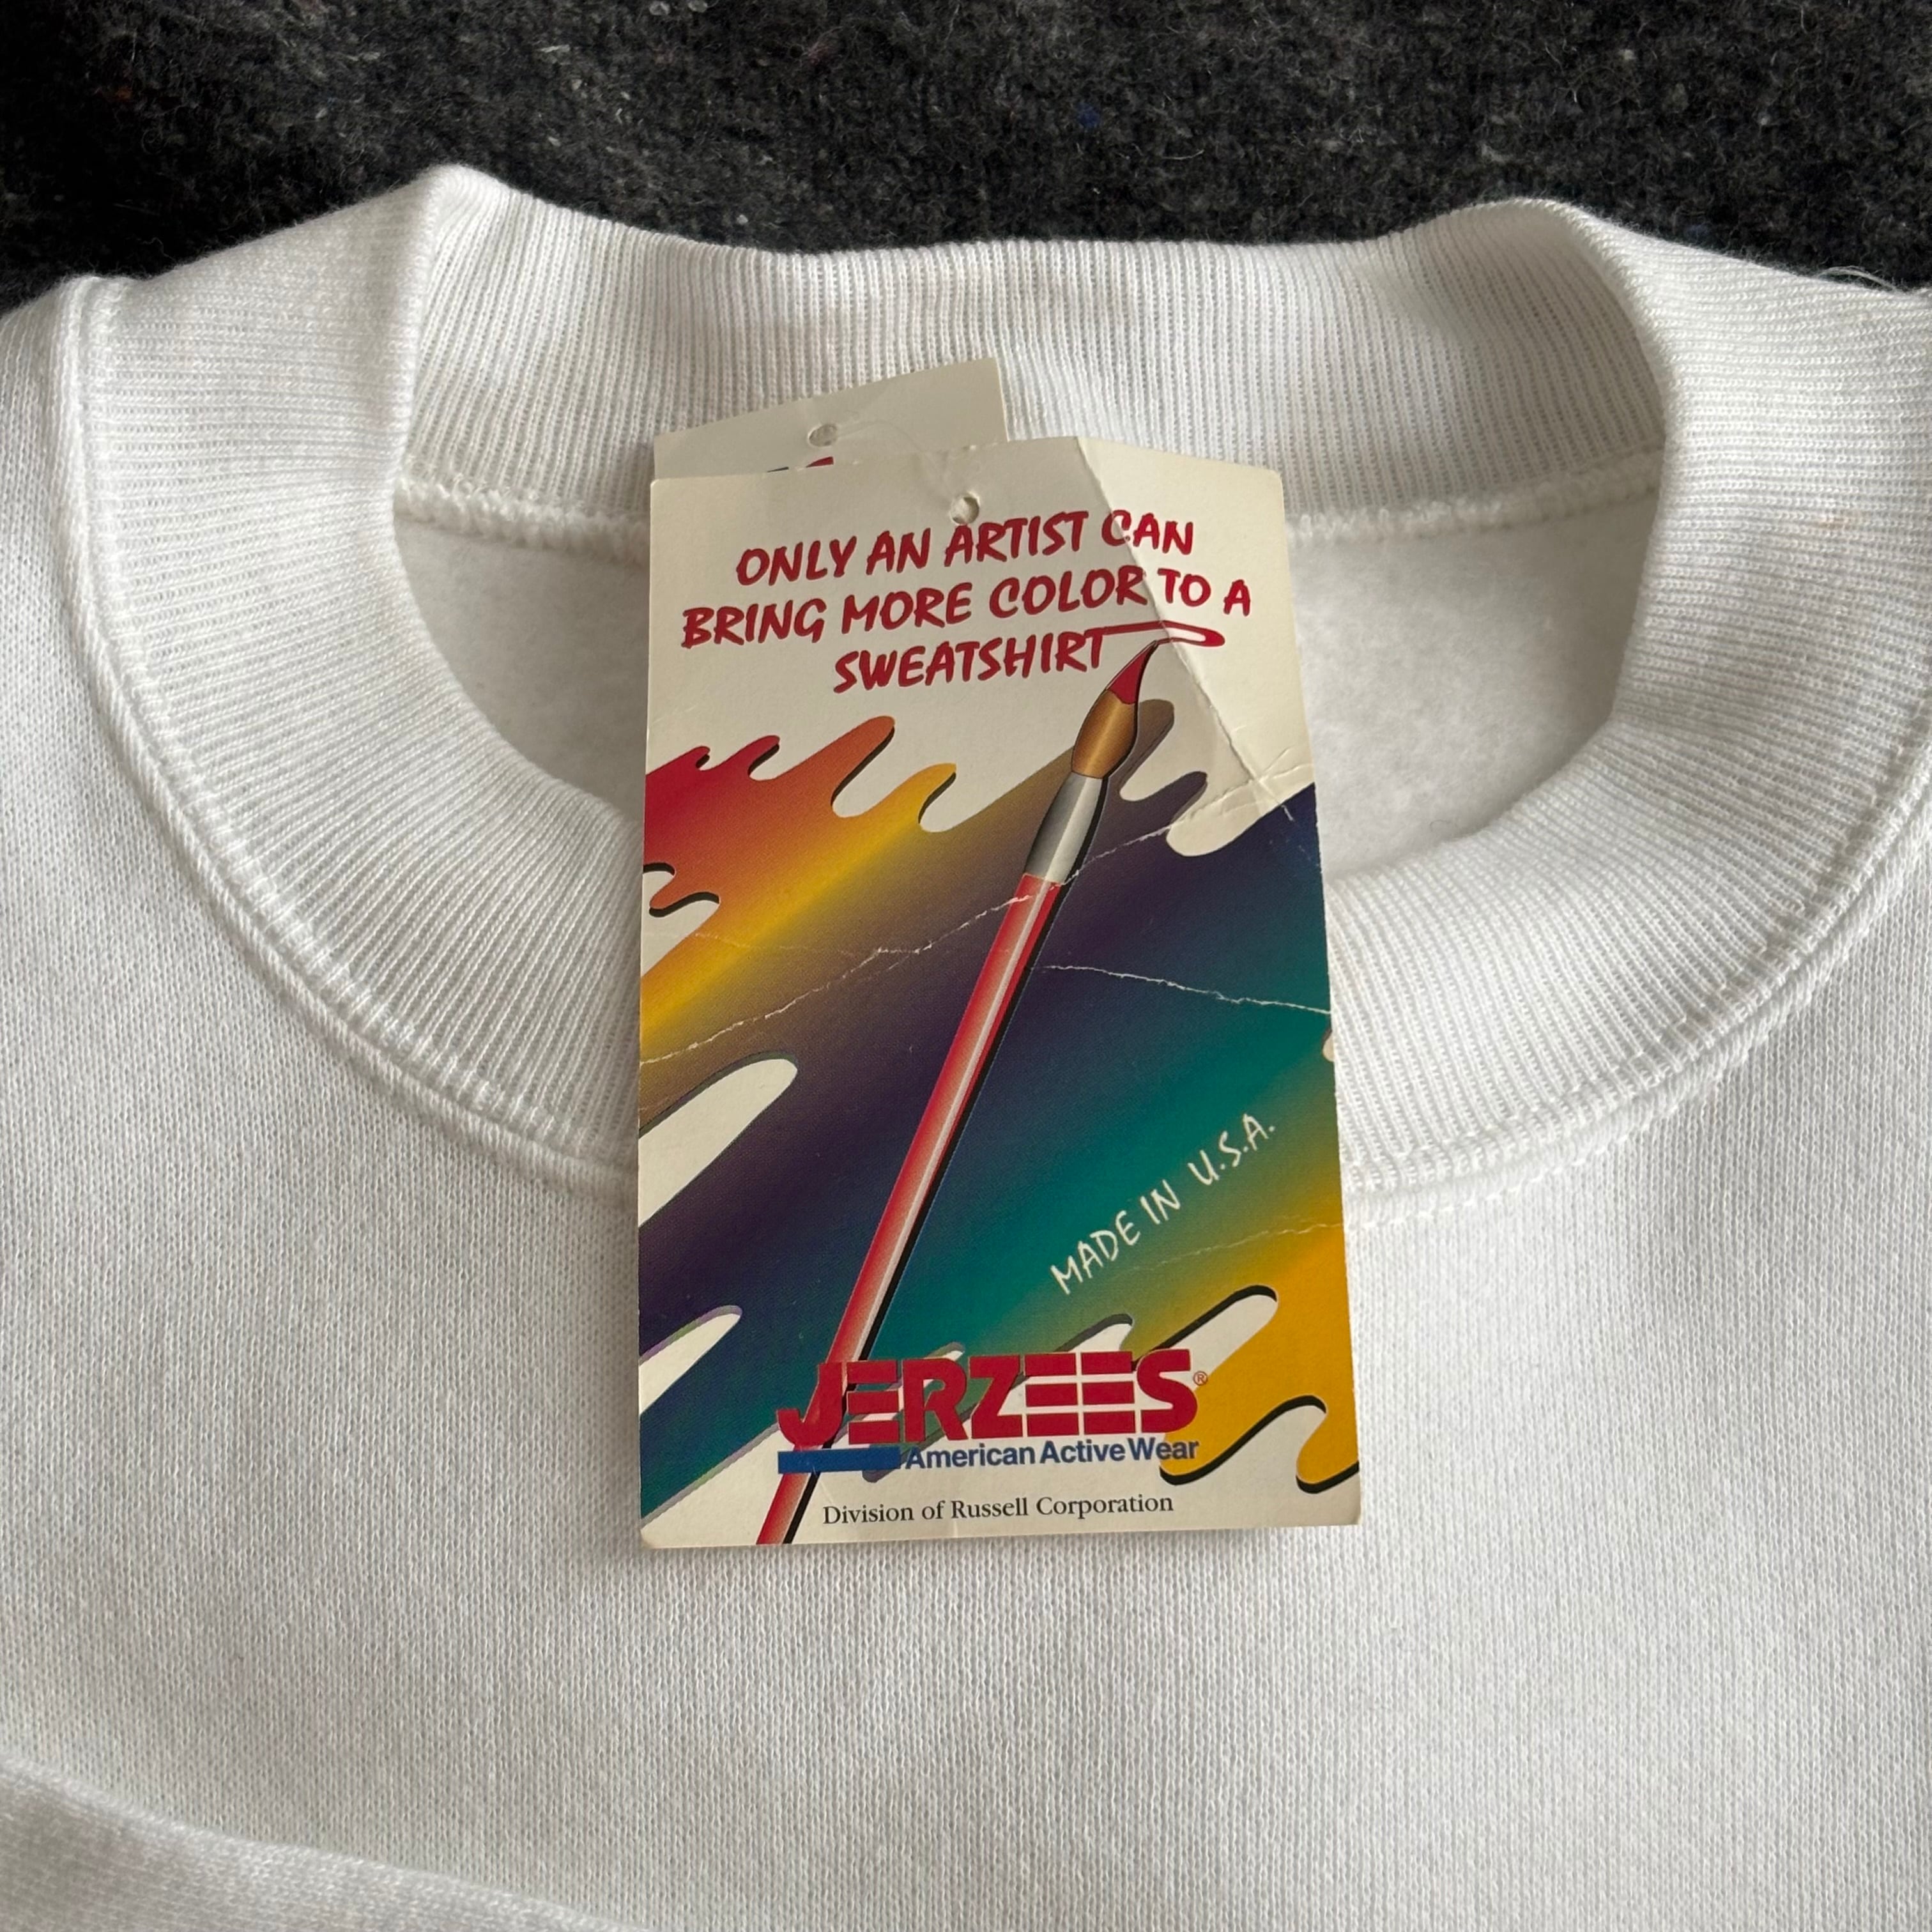 ONLY AN ARTIST CAN
BRING MORE COLOR TO A
SWEATSHIRT
MADE IN U.S.A.
JERZEES®
American Active Wear
Division of Russell Corporation